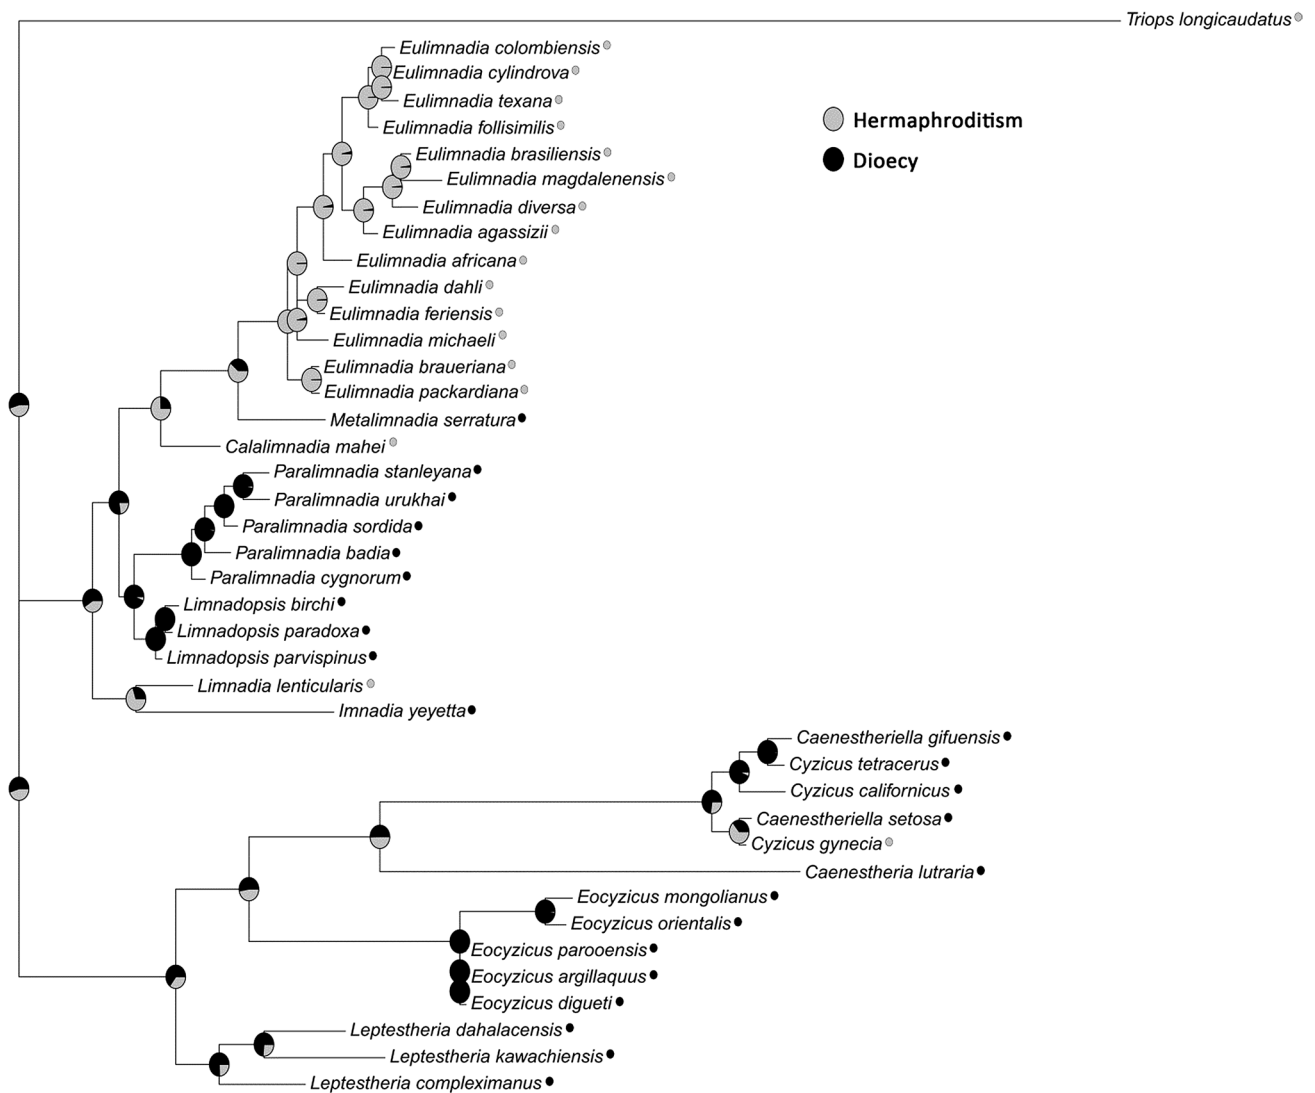 Triops longicaudatus
Eulimnadia colombiensis
Eulimnadia cylindrova
Eulimnadia texana
Eulimnadia follisimilis
Hermaphroditism
Dioecy
Eulimnadia brasiliensis
Eulimnadia magdalenensis
Eulimnadia diversa
Eulimnadia agassizii
Eulimnadia africana
Eulimnadia dahli
Eulimnadia feriensis
Eulimnadia michaeli
Eulimnadia braueriana
Eulimnadia packardiana
Metalimnadia serratura
Calalimnadia mahei
Paralimnadia stanleyana
Paralimnadia urukhai
Paralimnadia sordida
Paralimnadia badia
Paralimnadia cygnorum
Limnadopsis birchi
Limnadopsis paradoxa
Limnadopsis parvispinus
Limnadia lenticularis
Imnadia yeyetta
Caenestheriella gifuensis
Cyzicus tetracerus
Cyzicus californicus
Caenestheriella setosa
Cyzicus gynecia
Caenestheria lutraria
Eocyzicus mongolianus
Eocyzicus orientalis
Eocyzicus parooensis
Eocyzicus argillaquus
Eocyzicus digueti
Leptestheria dahalacensis
Leptestheria kawachiensis
Leptestheria compleximanus